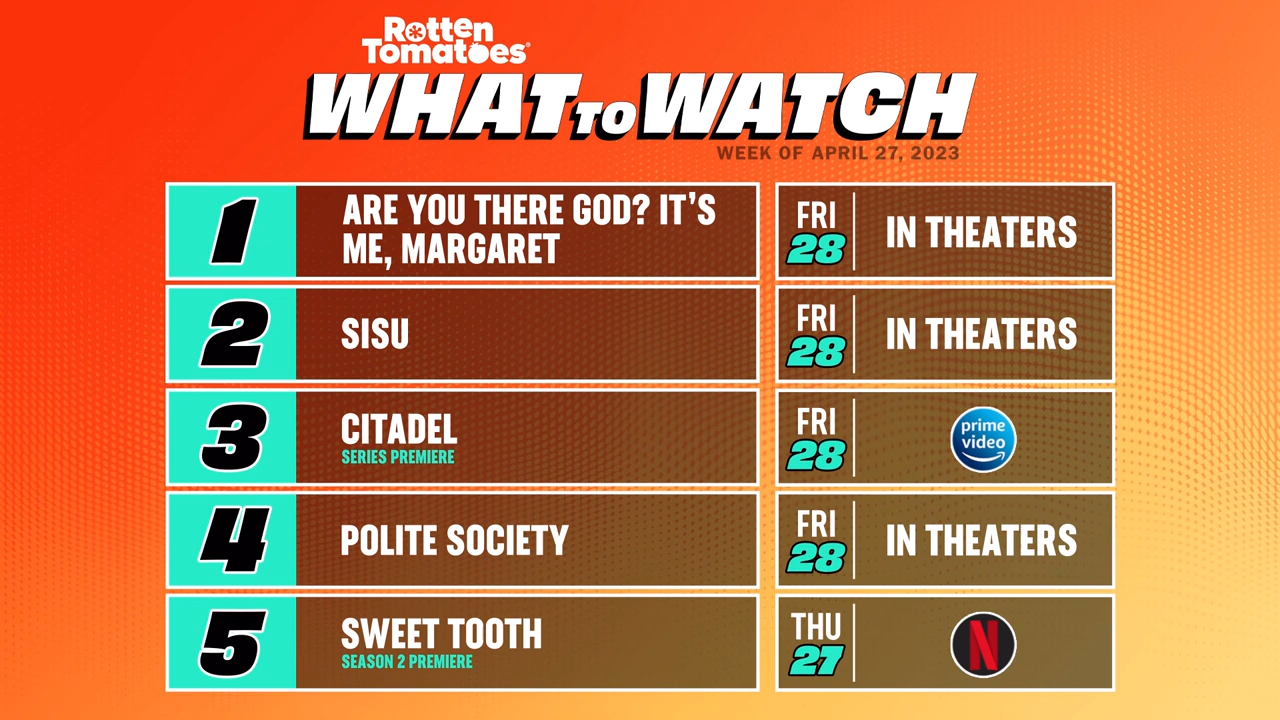 Rotten
Tomatoes®
WHAT TO WATCH
WEEK OF APRIL 27, 2023
1
ARE YOU THERE GOD? IT'S
ME, MARGARET
FRI
28
IN THEATERS
2
SISU
FRI
28
IN THEATERS
3
CITADEL
SERIES PREMIERE
FRI
28
prime
video
4
POLITE SOCIETY
FRI
28
IN THEATERS
5
SWEET TOOTH
SEASON 2 PREMIERE
THU
27
N